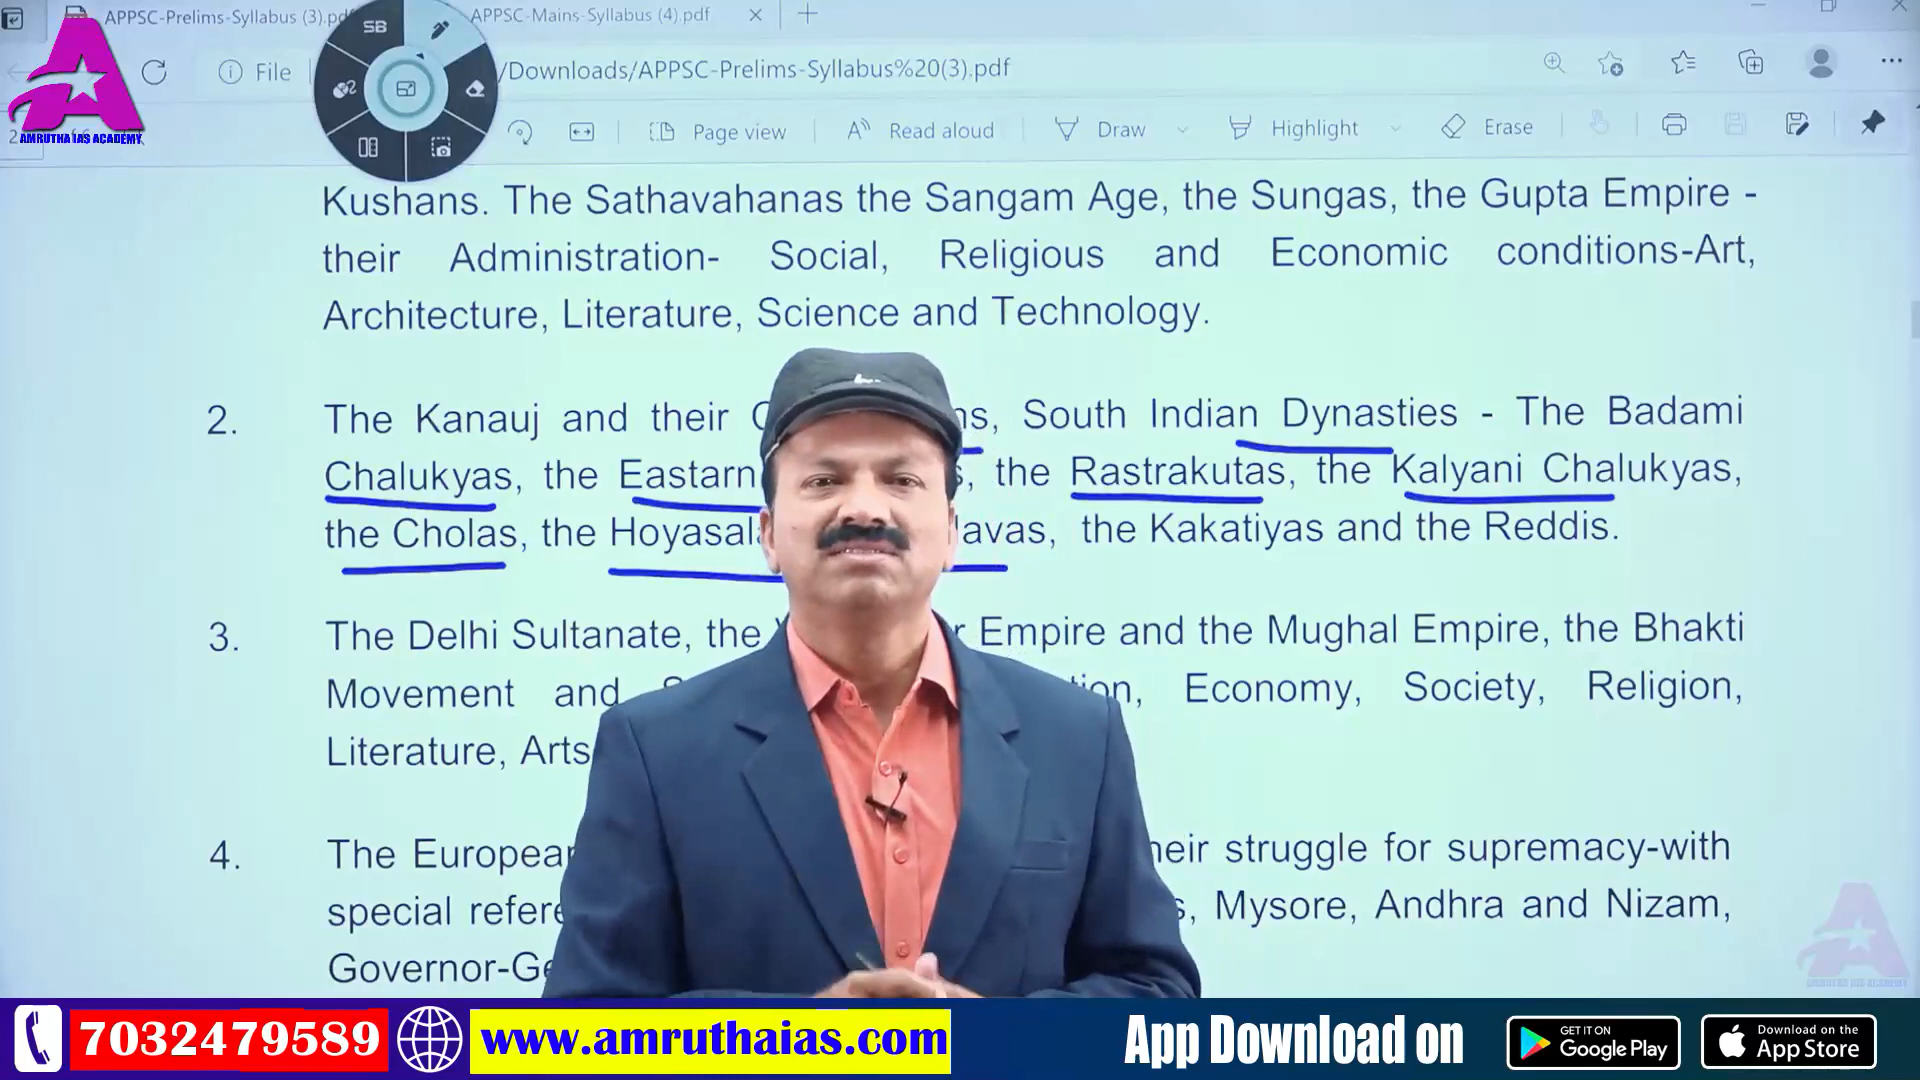 APPSC-Prelims-Syllabus (3).pdf
APPSC-Mains-Syllabus (4).pdf
SB
AMRUTHA IAS ACADEMY
File
/Downloads/APPSC-Prelims-Syllabus%20(3).pdf
2
Page view
Read aloud
Draw
Highlight
Erase
Kushans. The Sathavahanas the Sangam Age, the Sungas, the Gupta Empire -
their Administration- Social, Religious and Economic conditions-Art,
Architecture, Literature, Science and Technology.
2. The Kanauj and their C ns, South Indian Dynasties - The Badami
Chalukyas, the Eastarn s, the Rastrakutas, the Kalyani Chalukyas,
the Cholas, the Hoyasala avas, the Kakatiyas and the Reddis.
3. The Delhi Sultanate, the r Empire and the Mughal Empire, the Bhakti
Movement and tion, Economy, Society, Religion,
Literature, Arts
4. The European heir struggle for supremacy-with
special refere s, Mysore, Andhra and Nizam,
Governor-Ge
AMRUTHA IAS ACADEMY
7032479589
www.amruthaias.com
App Download on
GET IT ON
Google Play
Download on the
App Store